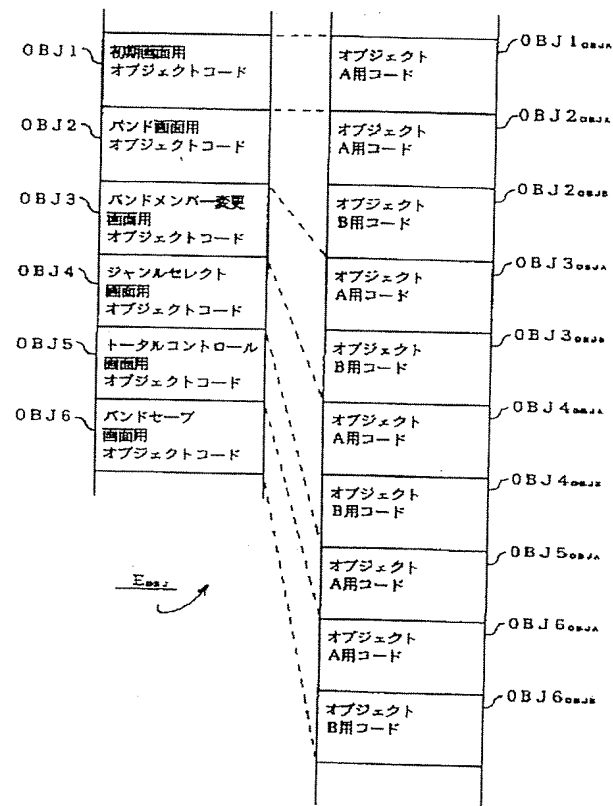 OBJ1
初期画面用
オブジェクトコード
OBJ2
バンド画面用
オブジェクトコード
OBJ3
バンドメンバー変更
画面用
オブジェクトコード
OBJ4
ジャンルセレクト
画面用
オブジェクトコード
OBJ5
トータルコントロール
画面用
オブジェクトコード
OBJ6
バンドセーブ
画面用
オブジェクトコード
EOBJ
オブジェクト
A用コード
OBJ1OBJA
オブジェクト
A用コード
OBJ2OBJA
オブジェクト
B用コード
OBJ2OBJB
オブジェクト
A用コード
OBJ3OBJA
オブジェクト
B用コード
OBJ3OBJB
オブジェクト
A用コード
OBJ4OBJA
オブジェクト
B用コード
OBJ4OBJB
オブジェクト
A用コード
OBJ5OBJA
オブジェクト
A用コード
OBJ6OBJA
オブジェクト
B用コード
OBJ6OBJB